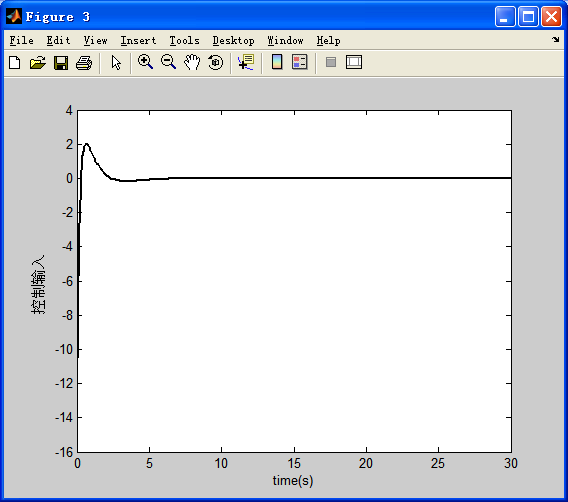 Figure 3
File Edit View Insert Tools Desktop Window Help
4
2
0
-2
-4
-6
-8
-10
-12
-14
-16
控制输入
0 5 10 15 20 25 30
time(s)